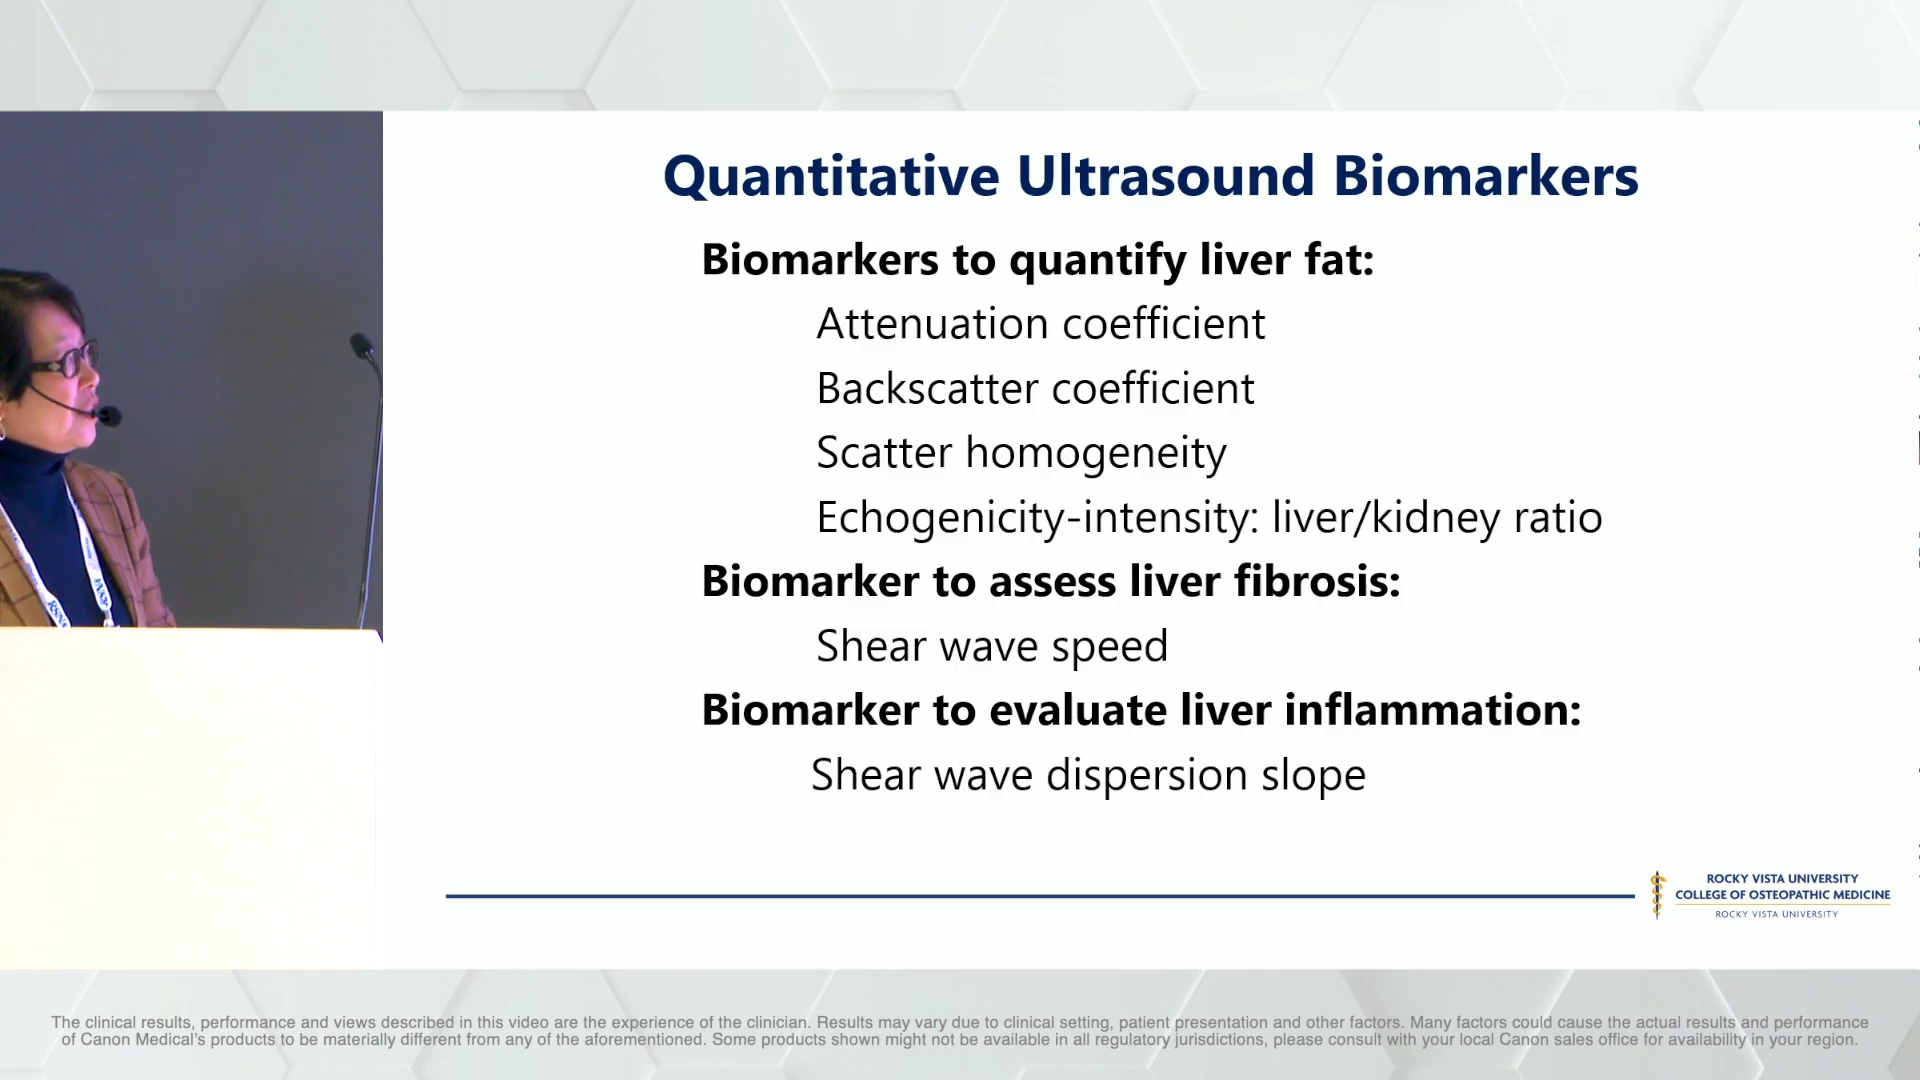 Quantitative Ultrasound Biomarkers
Biomarkers to quantify liver fat:
Attenuation coefficient
Backscatter coefficient
Scatter homogeneity
Echogenicity-intensity: liver/kidney ratio
Biomarker to assess liver fibrosis:
Shear wave speed
Biomarker to evaluate liver inflammation:
Shear wave dispersion slope
ROCKY VISTA UNIVERSITY
COLLEGE OF OSTEOPATHIC MEDICINE
ROCKY VISTA UNIVERSITY
The clinical results, performance and views described in this video are the experience of the clinician. Results may vary due to clinical setting, patient presentation and other factors. Many factors could cause the actual results and performance
of Canon Medical's products to be materially different from any of the aforementioned. Some products shown might not be available in all regulatory jurisdictions, please consult with your local Canon sales office for availability in your region.